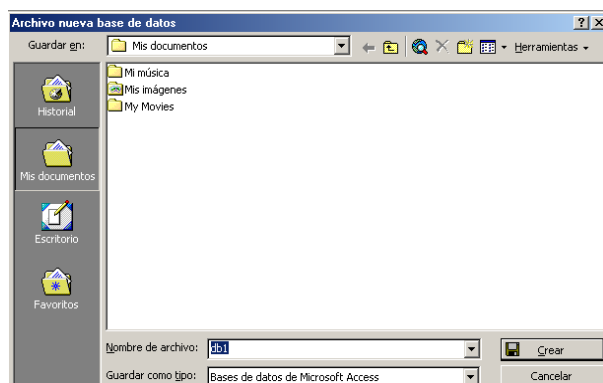 Archivo nueva base de datos
Guardar en: Mis documentos Herramientas
Mi música
Mis imágenes
My Movies
Historial
Mis documentos
Escritorio
Favoritos
Nombre de archivo: db1 Crear
Guardar como tipo: Bases de datos de Microsoft Access Cancelar